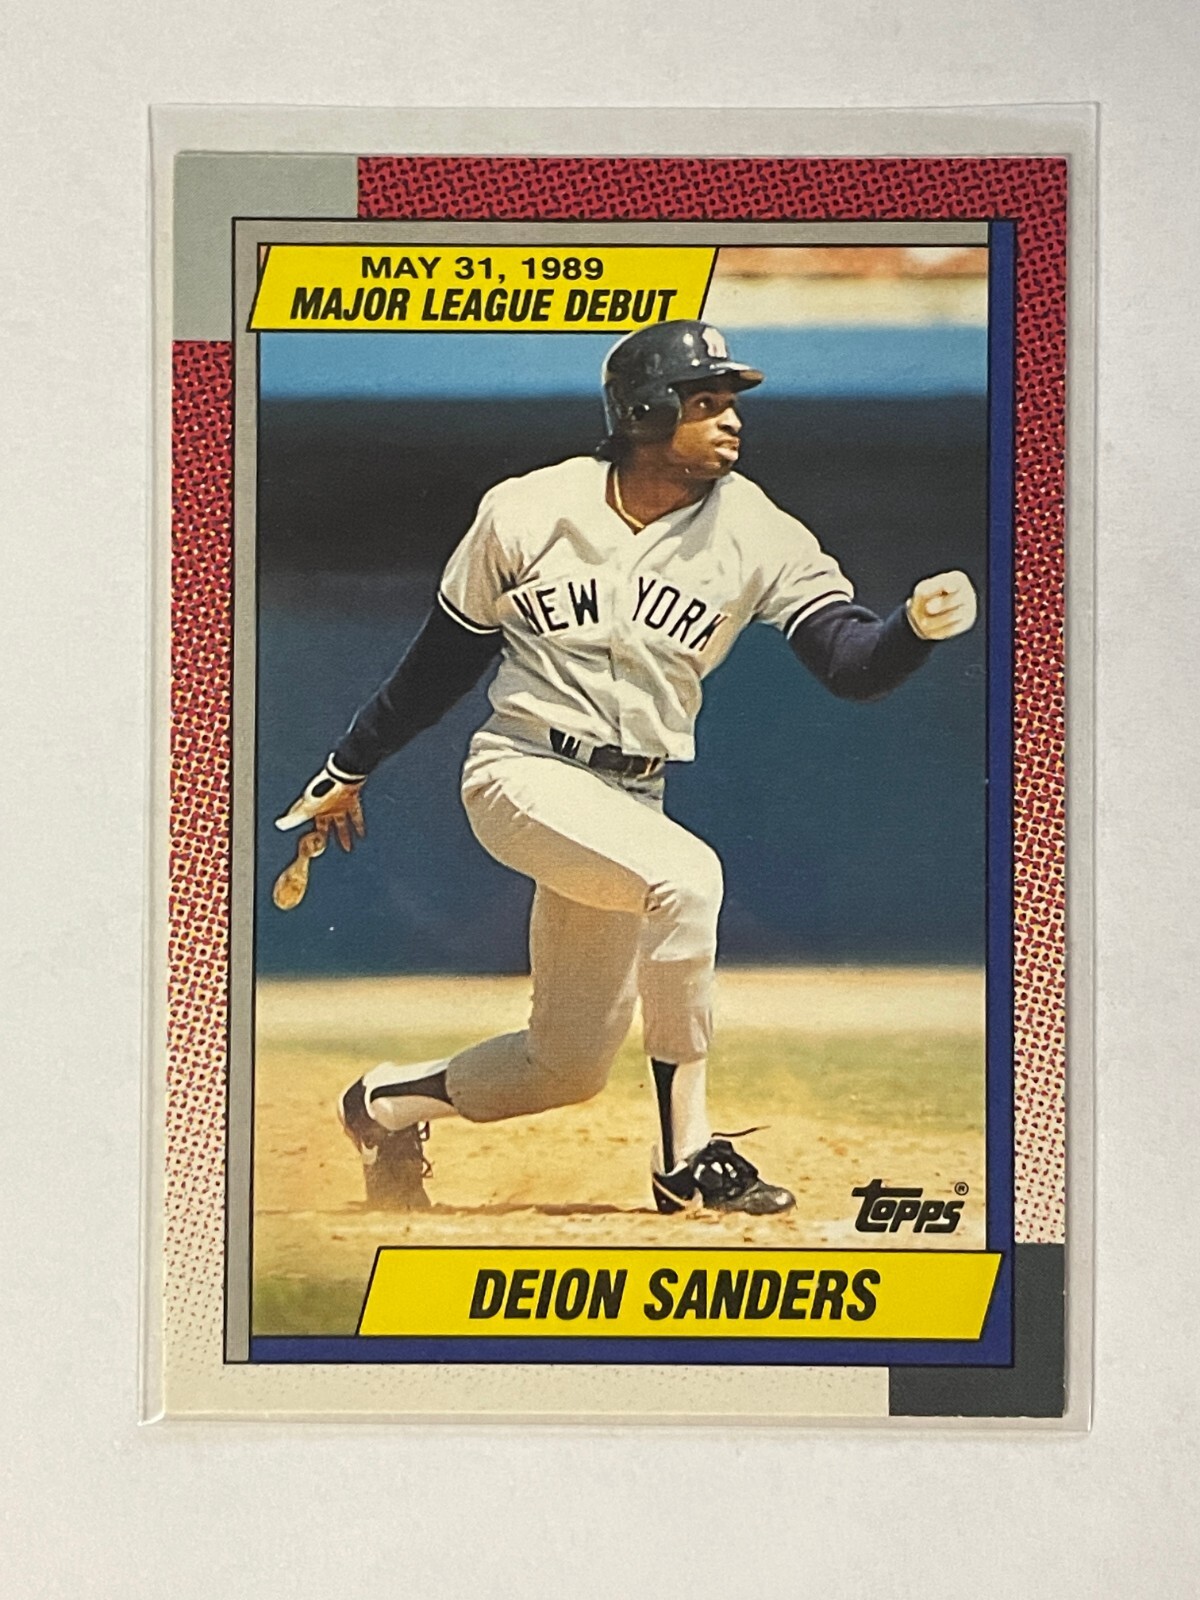 MAY 31, 1989
MAJOR LEAGUE DEBUT
NEW YORK
topps®
DEION SANDERS